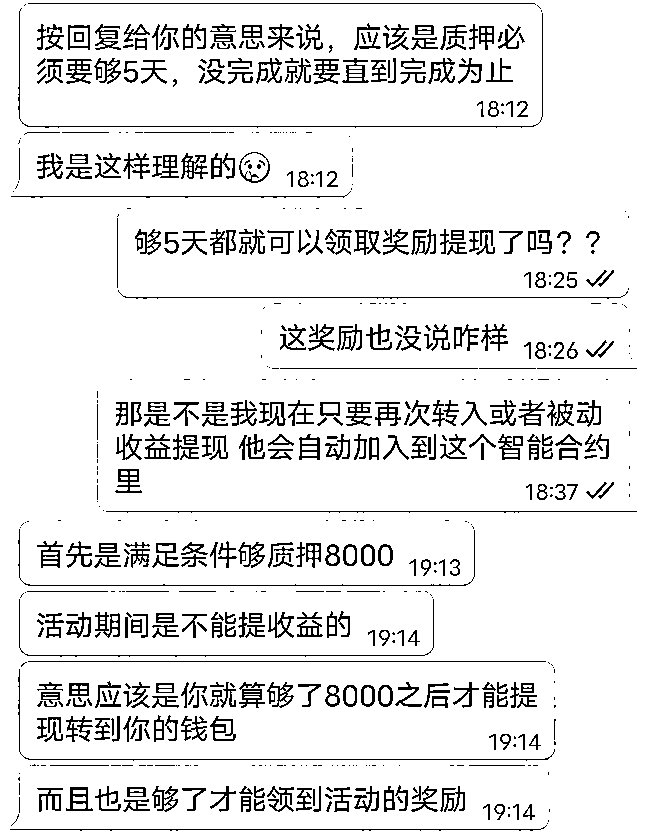 按回复给你的意思来说，应该是质押必
须要够5天，没完成就要直到完成为止
18:12
我是这样理解的😢 18:12
够5天都就可以领取奖励提现了吗？？
18:25
这奖励也没说咋样 18:26
那是不是我现在只要再次转入或者被动
收益提现 他会自动加入到这个智能合约
里
18:37
首先是满足条件够质押8000 19:13
活动期间是不能提收益的 19:14
意思应该是你就算够了8000之后才能提
现转到你的钱包
19:14
而且也是够了才能领到活动的奖励 19:14